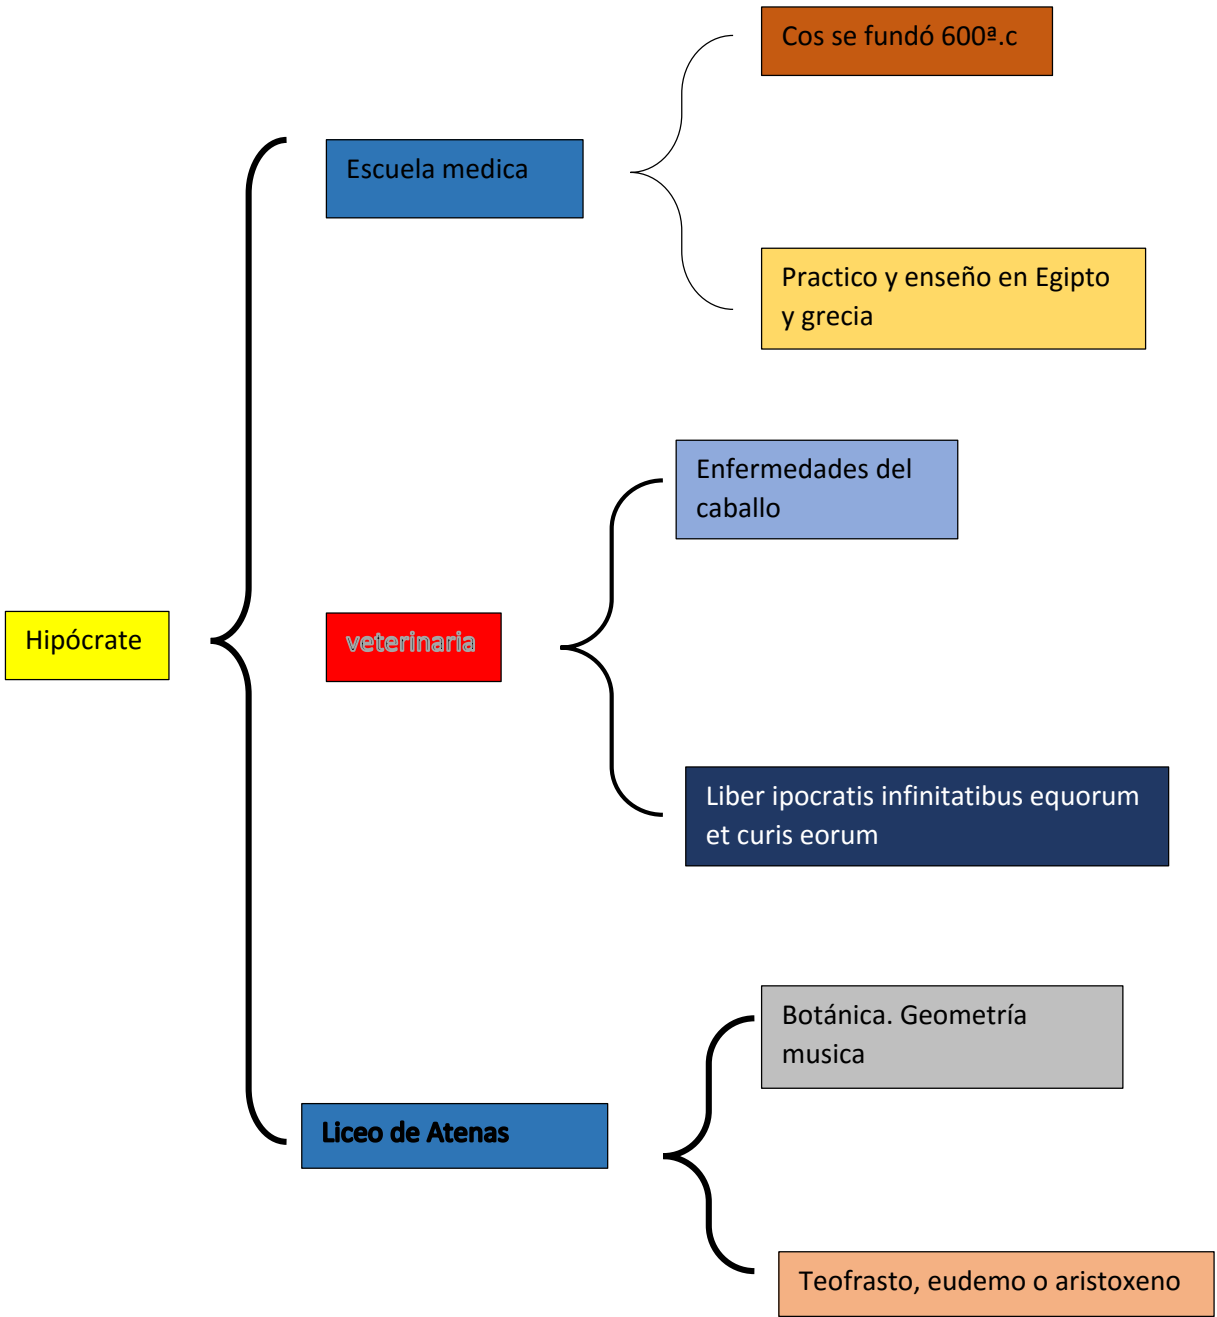 Cos se fundó 600ª.c
Escuela medica
Practico y enseño en Egipto
y grecia
Enfermedades del
caballo
Hipócrate
veterinaria
Liber ipocratis infinitatibus equorum
et curis eorum
Botánica. Geometría
musica
Liceo de Atenas
Teofrasto, eudemo o aristoxeno